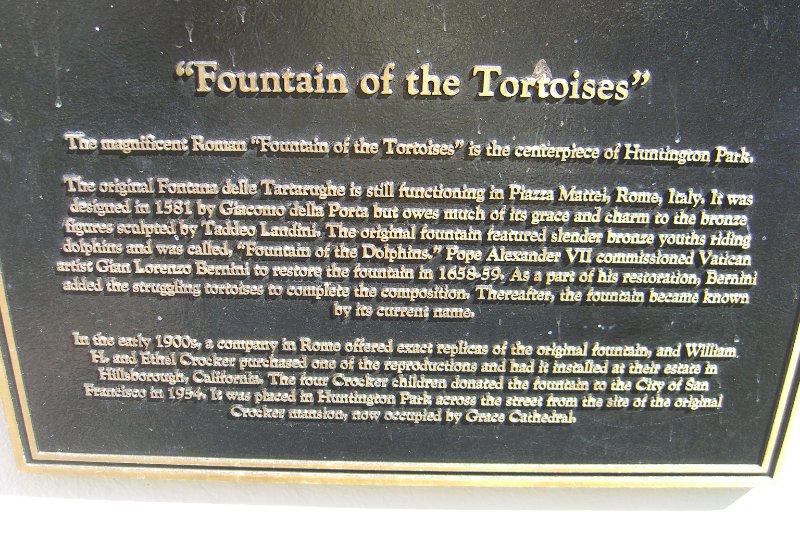 "Fountain of the Tortoises"
The magnificent Roman "Fountain of the Tortoises" is the centerpiece of Huntington Park.
The original Fontana delle Tartarughe is still functioning in Piazza Mattei, Rome, Italy. It was
designed in 1581 by Giacomo della Porta but owes much of its grace and charm to the bronze
figures sculpted by Taddeo Landini. The original fountain featured slender bronze youths riding
dolphins and was called, "Fountain of the Dolphins." Pope Alexander VII commissioned Vatican
artist Gian Lorenzo Bernini to restore the fountain in 1658-59. As a part of his restoration, Bernini
added the struggling tortoises to complete the composition. Thereafter, the fountain became known
by its current name.
In the early 1900s, a company in Rome offered exact replicas of the original fountain, and William
H. and Ethel Crocker purchased one of the reproductions and had it installed at their estate in
Hillsborough, California. The four Crocker children donated the fountain to the City of San
Francisco in 1954. It was placed in Huntington Park across the street from the site of the original
Crocker mansion, now occupied by Grace Cathedral.